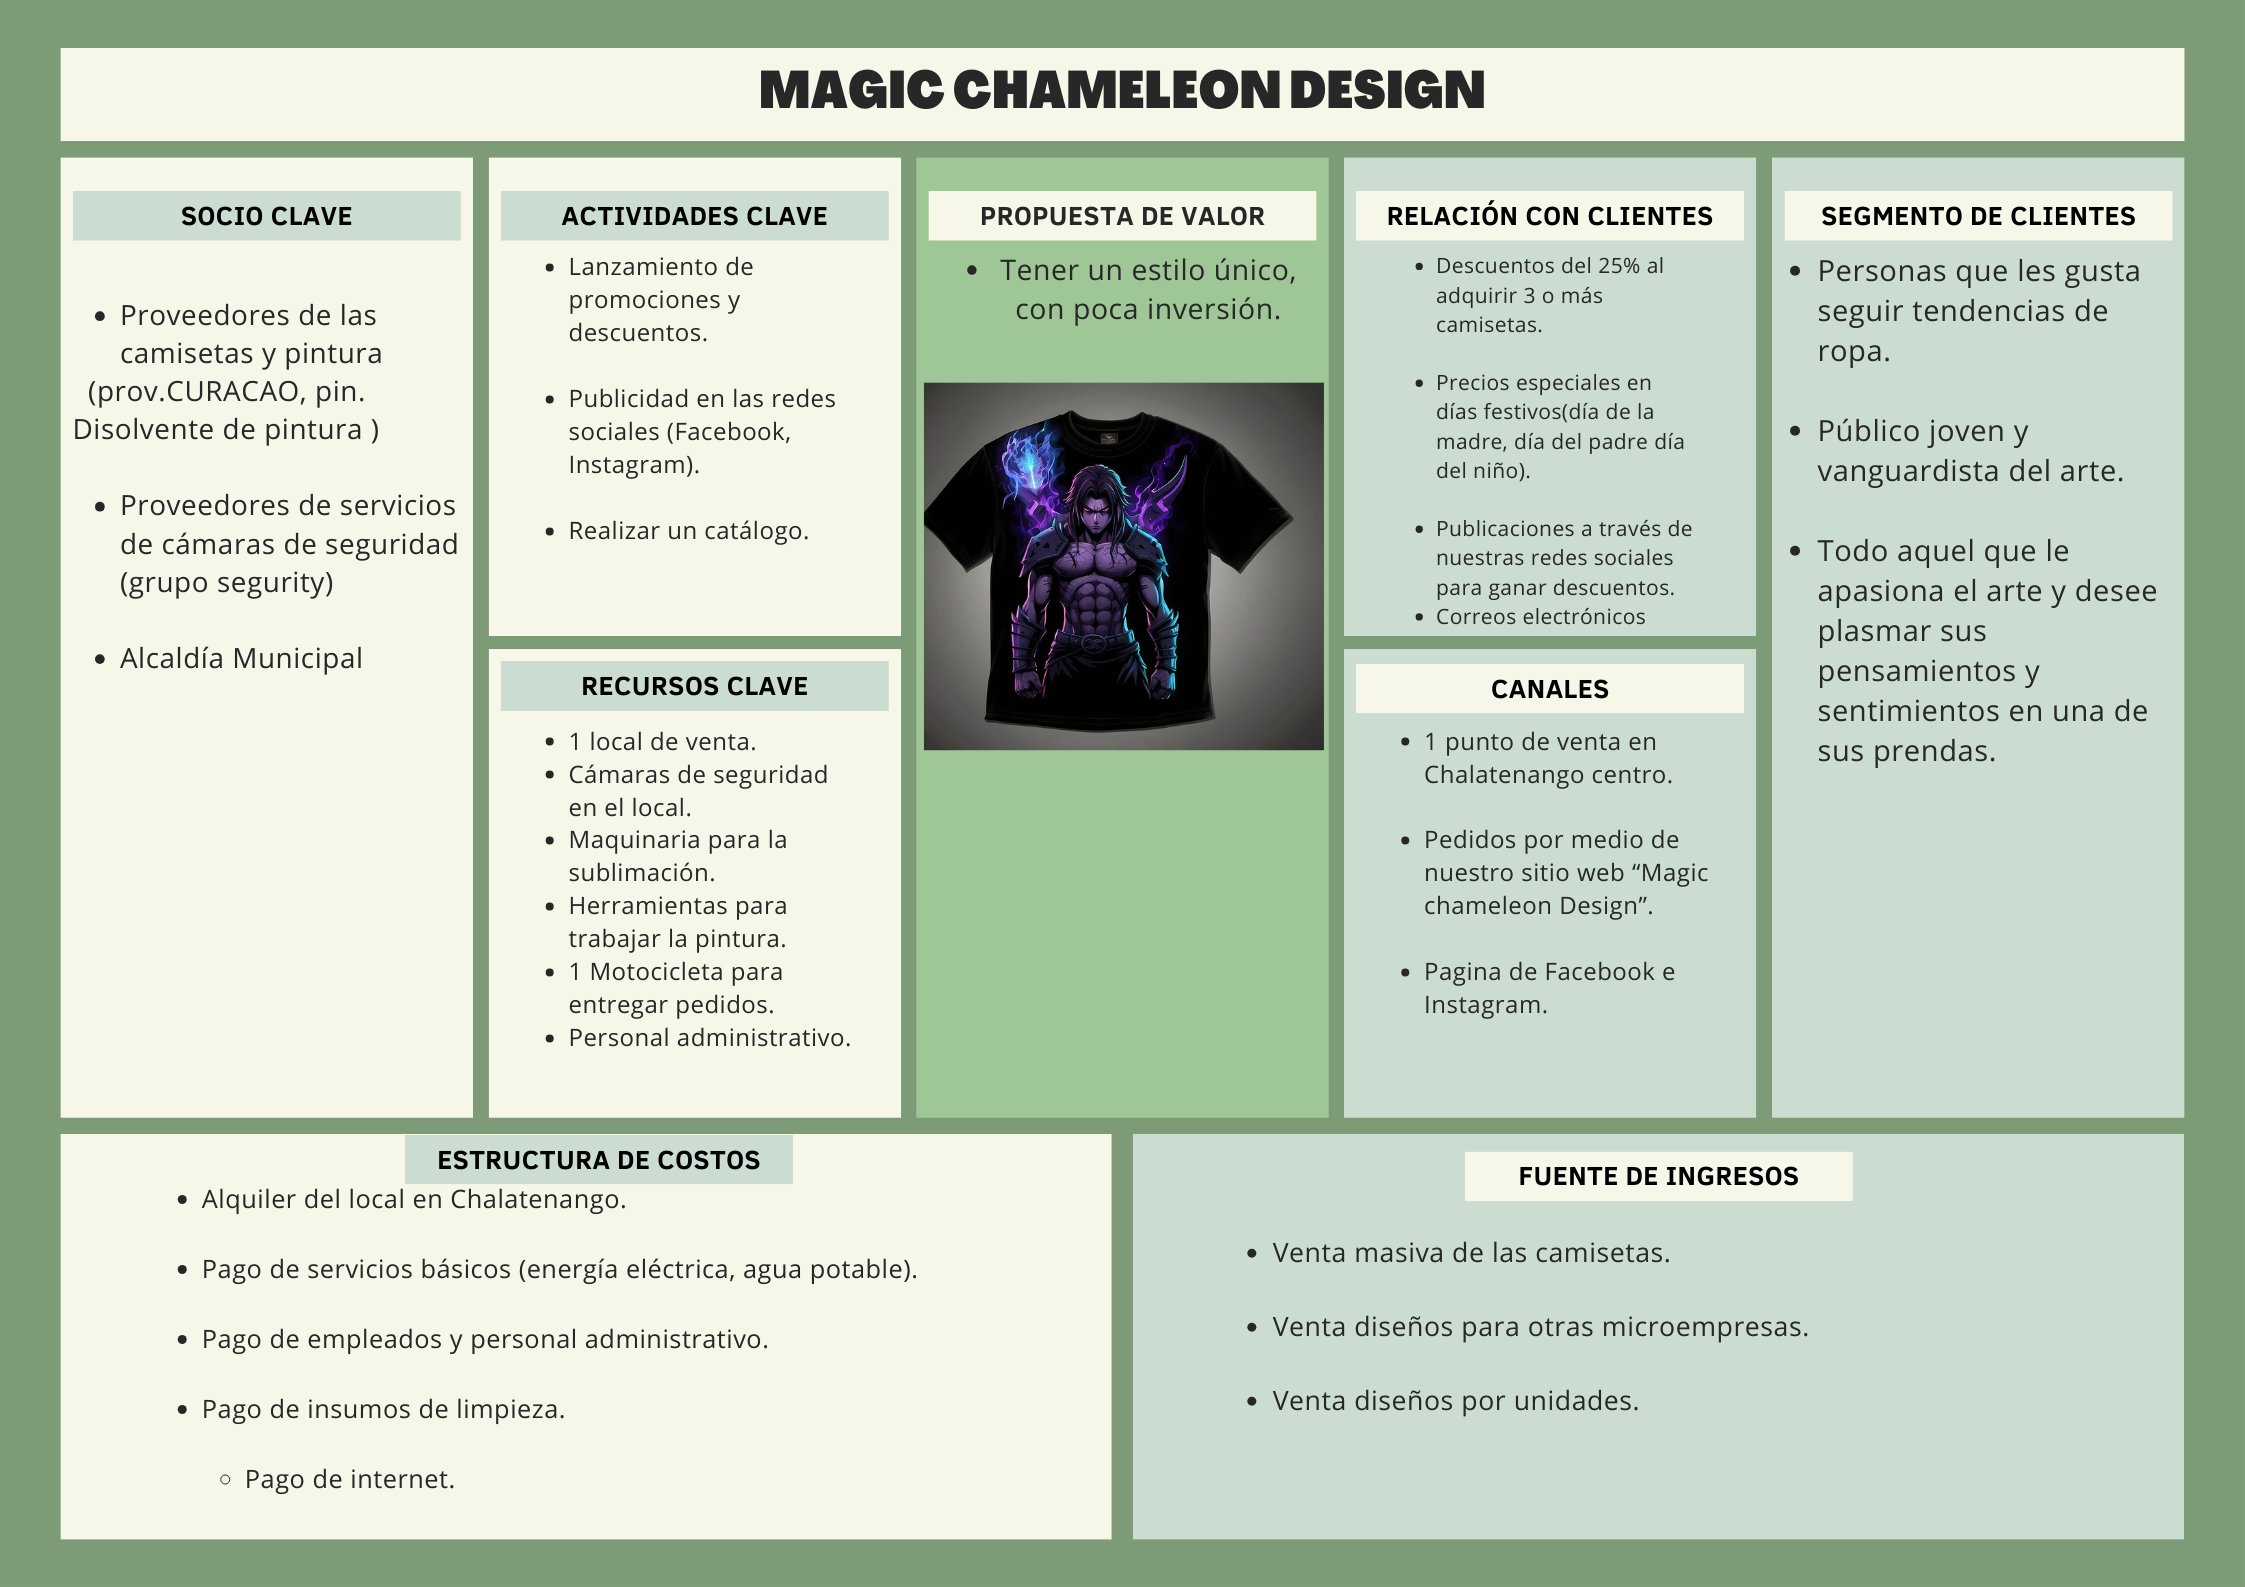 MAGIC CHAMELEON DESIGN
SOCIO CLAVE
• Proveedores de las
camisetas y pintura
(prov.CURACAO, pin.
Disolvente de pintura )
• Proveedores de servicios
de cámaras de seguridad
(grupo segurity)
• Alcaldía Municipal
ACTIVIDADES CLAVE
• Lanzamiento de
promociones y
descuentos.
• Publicidad en las redes
sociales (Facebook,
Instagram).
• Realizar un catálogo.
RECURSOS CLAVE
• 1 local de venta.
• Cámaras de seguridad
en el local.
• Maquinaria para la
sublimación.
• Herramientas para
trabajar la pintura.
• 1 Motocicleta para
entregar pedidos.
• Personal administrativo.
PROPUESTA DE VALOR
• Tener un estilo único,
con poca inversión.
RELACIÓN CON CLIENTES
• Descuentos del 25% al
adquirir 3 o más
camisetas.
• Precios especiales en
días festivos(día de la
madre, día del padre día
del niño).
• Publicaciones a través de
nuestras redes sociales
para ganar descuentos.
• Correos electrónicos
CANALES
• 1 punto de venta en
Chalatenango centro.
• Pedidos por medio de
nuestro sitio web “Magic
chameleon Design”.
• Pagina de Facebook e
Instagram.
SEGMENTO DE CLIENTES
• Personas que les gusta
seguir tendencias de
ropa.
• Público joven y
vanguardista del arte.
• Todo aquel que le
apasiona el arte y desee
plasmar sus
pensamientos y
sentimientos en una de
sus prendas.
ESTRUCTURA DE COSTOS
• Alquiler del local en Chalatenango.
• Pago de servicios básicos (energía eléctrica, agua potable).
• Pago de empleados y personal administrativo.
• Pago de insumos de limpieza.
◦ Pago de internet.
FUENTE DE INGRESOS
• Venta masiva de las camisetas.
• Venta diseños para otras microempresas.
• Venta diseños por unidades.